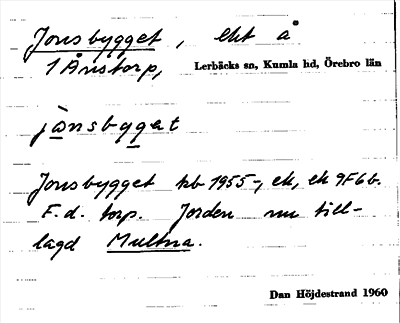 Jonsbygget, ekt å
1 Ånstorp, Lerbäcks sn, Kumla hd, Örebro län
jånsbyget
Jonsbygget kb 1955-, ek, ek 9F6b.
F.d. torp. Jorden nu till-
lagd Multna.
Dan Höjdestrand 1960